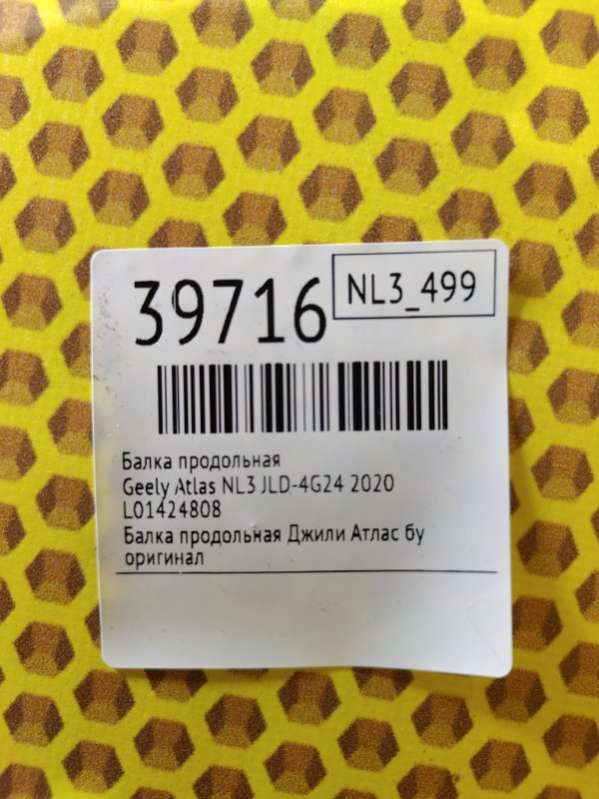 39716
NL3_499
Балка продольная
Geely Atlas NL3 JLD-4G24 2020
L01424808
Балка продольная Джили Атлас бу
оригинал